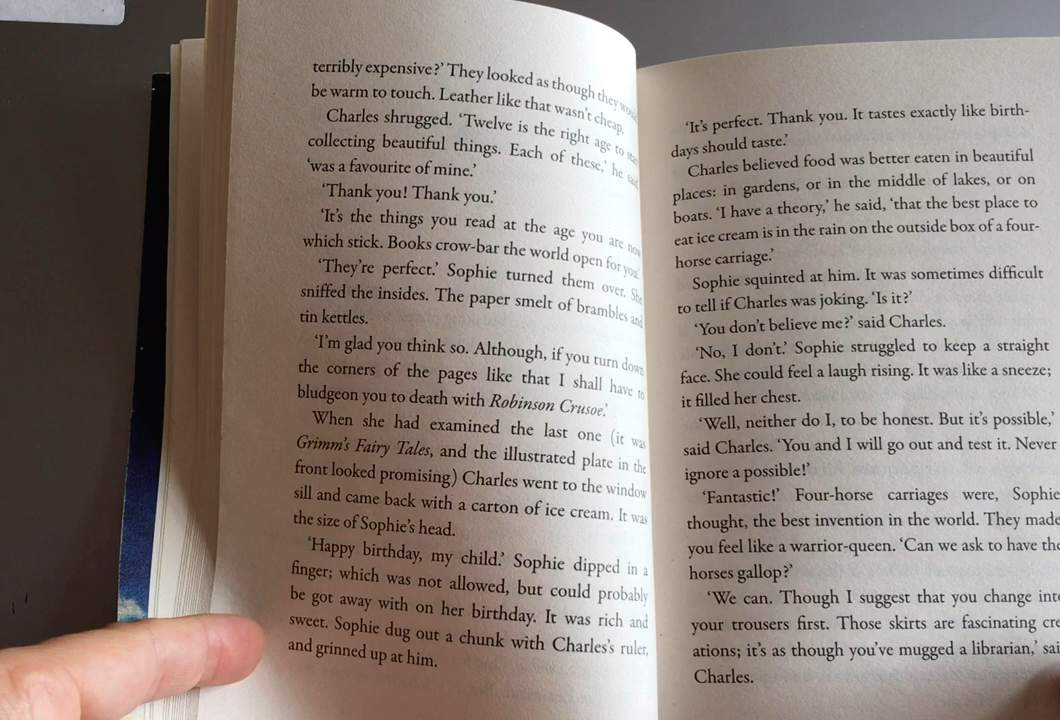 terribly expensive?’ They looked as though they would
be warm to touch. Leather like that wasn’t cheap.
Charles shrugged. ‘Twelve is the right age to start
collecting beautiful things. Each of these,’ he said,
‘was a favourite of mine.’
‘Thank you! Thank you.’
‘It’s the things you read at the age you are now
which stick. Books crow-bar the world open for you.’
‘They’re perfect.’ Sophie turned them over. She
sniffed the insides. The paper smelt of brambles and
tin kettles.
‘I’m glad you think so. Although, if you turn down
the corners of the pages like that I shall have to
bludgeon you to death with Robinson Crusoe.’
When she had examined the last one (it was
Grimm’s Fairy Tales, and the illustrated plate in the
front looked promising) Charles went to the window
sill and came back with a carton of ice cream. It was
the size of Sophie’s head.
‘Happy birthday, my child.’ Sophie dipped in a
finger; which was not allowed, but could probably
be got away with on her birthday. It was rich and
sweet. Sophie dug out a chunk with Charles’s ruler,
and grinned up at him.
‘It’s perfect. Thank you. It tastes exactly like birth-
days should taste.’
Charles believed food was better eaten in beautiful
places: in gardens, or in the middle of lakes, or on
boats. ‘I have a theory,’ he said, ‘that the best place to
eat ice cream is in the rain on the outside box of a four-
horse carriage.’
Sophie squinted at him. It was sometimes difficult
to tell if Charles was joking. ‘Is it?’
‘You don’t believe me?’ said Charles.
‘No, I don’t.’ Sophie struggled to keep a straight
face. She could feel a laugh rising. It was like a sneeze;
it filled her chest.
‘Well, neither do I, to be honest. But it’s possible,’
said Charles. ‘You and I will go out and test it. Never
ignore a possible!’
‘Fantastic!’ Four-horse carriages were, Sophie
thought, the best invention in the world. They made
you feel like a warrior-queen. ‘Can we ask to have the
horses gallop?’
‘We can. Though I suggest that you change into
your trousers first. Those skirts are fascinating cre
ations; it’s as though you’ve mugged a librarian,’ sai
Charles.